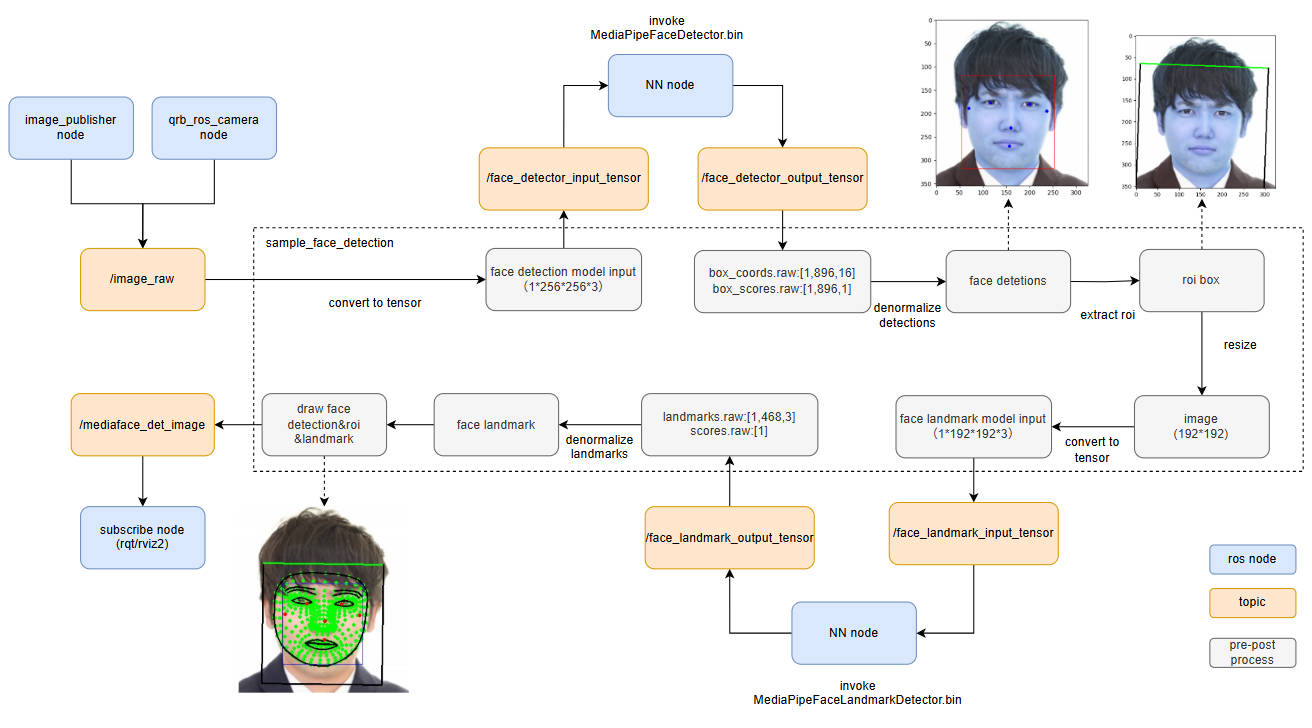 invoke
MediaPipeFaceDetector.bin
NN node
image_publisher
node
qrb_ros_camera
node
/face_detector_input_tensor
/face_detector_output_tensor
0
50
100
150
200
250
300
350
0
50
100
150
200
250
300
0
50
100
150
200
250
300
350
0
50
100
150
200
250
300
sample_face_detection
/image_raw
convert to tensor
face detection model input
(1*256*256*3)
box_coords.raw:[1,896,16]
box_scores.raw:[1,896,1]
denormalize
detections
face detetions
extract roi
roi box
resize
/mediaface_det_image
draw face
detection&roi
&landmark
face landmark
denormalize
landmarks
landmarks.raw:[1,468,3]
scores.raw:[1]
face landmark model input
(1*192*192*3)
convert to
tensor
image
(192*192)
subscribe node
(rqt/rviz2)
/face_landmark_output_tensor
/face_landmark_input_tensor
NN node
invoke
MediaPipeFaceLandmarkDetector.bin
ros node
topic
pre-post
process